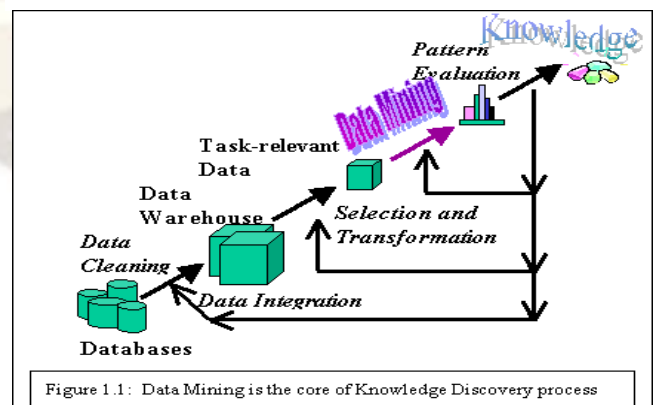 Knowledge
Pattern
Evaluation
Data Mining
Task-relevant
Data
Data
Warehouse
Selection and
Transformation
Data
Cleaning
Data Integration
Databases
Figure 1.1: Data Mining is the core of Knowledge Discovery process